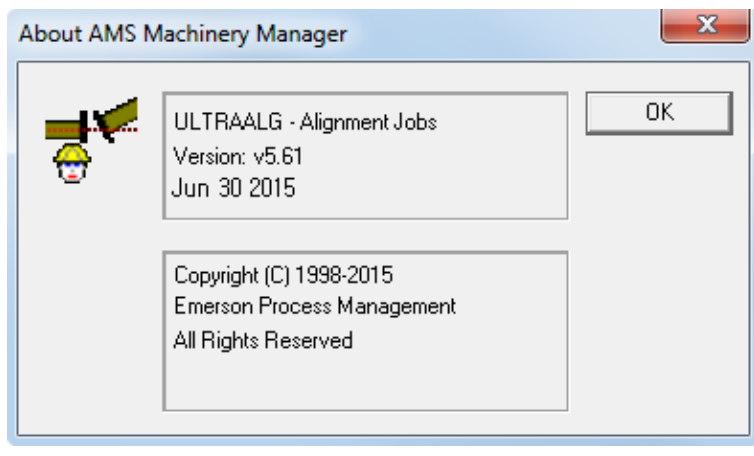 About AMS Machinery Manager
ULTRAALG - Alignment Jobs
OK
Version: v5.61
Jun 30 2015
Copyright (C) 1998-2015
Emerson Process Management
All Rights Reserved